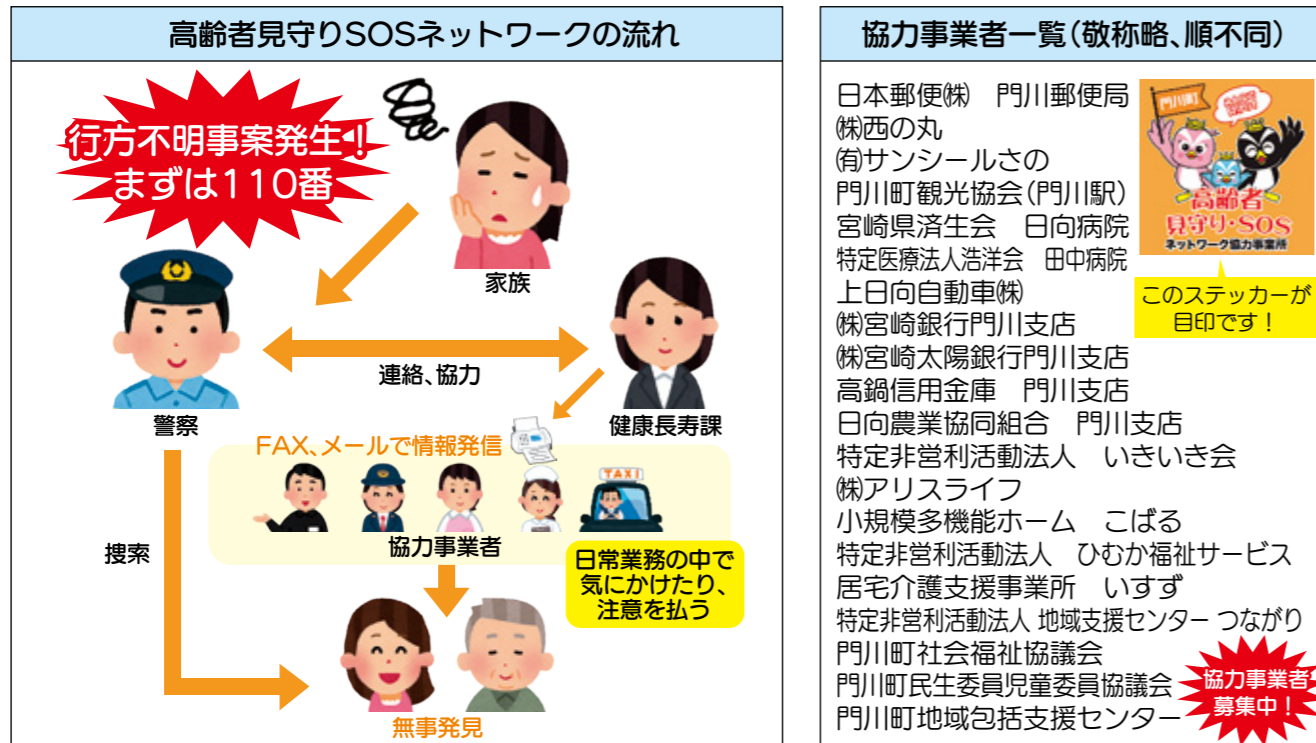 高齢者見守りSOSネットワークの流れ
行方不明事案発生!
まずは110番
家族
連絡、協力
警察
健康長寿課
FAX、メールで情報発信
TAXI
協力事業者
日常業務の中で
気にかけたり、
注意を払う
捜索
無事発見
協力事業者一覧(敬称略、順不同)
日本郵便㈱ 門川郵便局
㈱西の丸
㈲サンシールさの
門川町観光協会(門川駅)
宮崎県済生会 日向病院
特定医療法人浩洋会 田中病院
上日向自動車㈱
㈱宮崎銀行門川支店
㈱宮崎太陽銀行門川支店
高鍋信用金庫 門川支店
日向農業協同組合 門川支店
特定非営利活動法人 いきいき会
㈱アリスライフ
小規模多機能ホーム こばる
特定非営利活動法人 ひむか福祉サービス
居宅介護支援事業所 いすず
特定非営利活動法人 地域支援センター つながり
門川町社会福祉協議会
門川町民生委員児童委員協議会
門川町地域包括支援センター
門川町
高齢者
見守り・SOS
ネットワーク協力事業所
このステッカーが
目印です!
協力事業者
募集中!